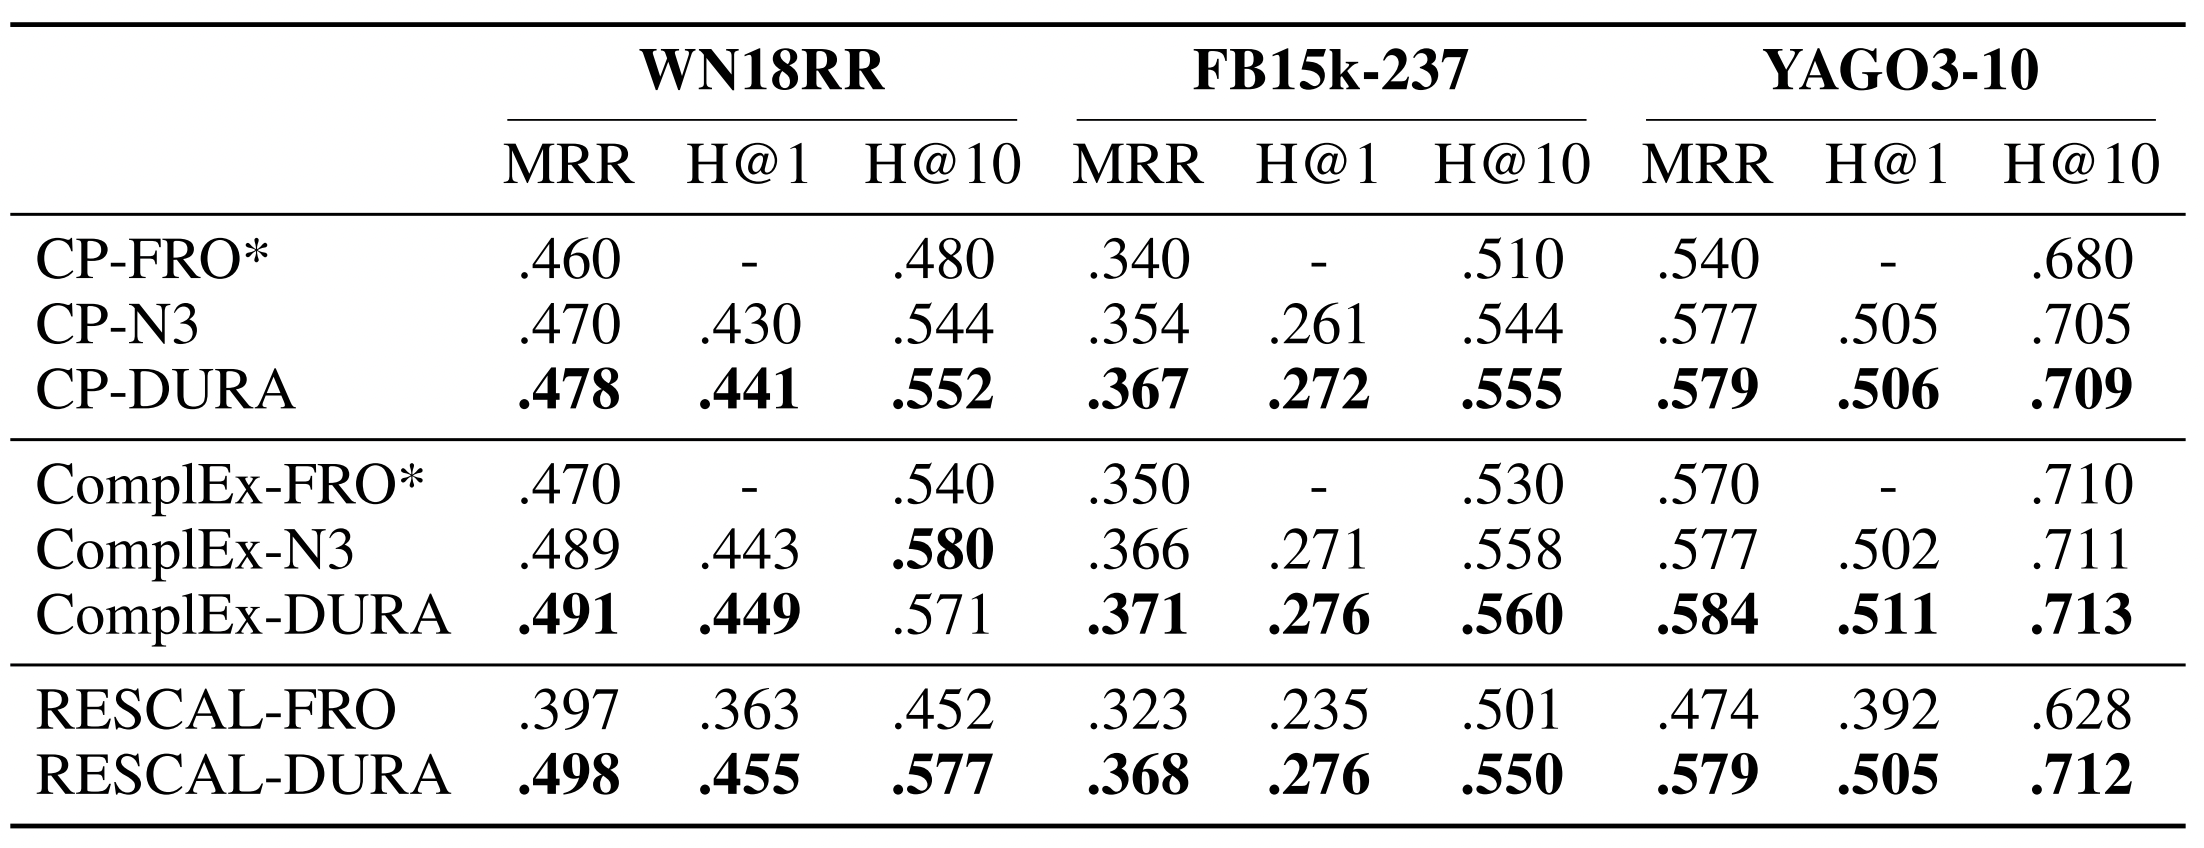 WN18RR FB15k-237 YAGO3-10
MRR H@1 H@10 MRR H@1 H@10 MRR H@1 H@10
CP-FRO* .460 - .480 .340 - .510 .540 - .680
CP-N3 .470 .430 .544 .354 .261 .544 .577 .505 .705
CP-DURA .478 .441 .552 .367 .272 .555 .579 .506 .709
ComplEx-FRO* .470 - .540 .350 - .530 .570 - .710
ComplEx-N3 .489 .443 .580 .366 .271 .558 .577 .502 .711
ComplEx-DURA .491 .449 .571 .371 .276 .560 .584 .511 .713
RESCAL-FRO .397 .363 .452 .323 .235 .501 .474 .392 .628
RESCAL-DURA .498 .455 .577 .368 .276 .550 .579 .505 .712